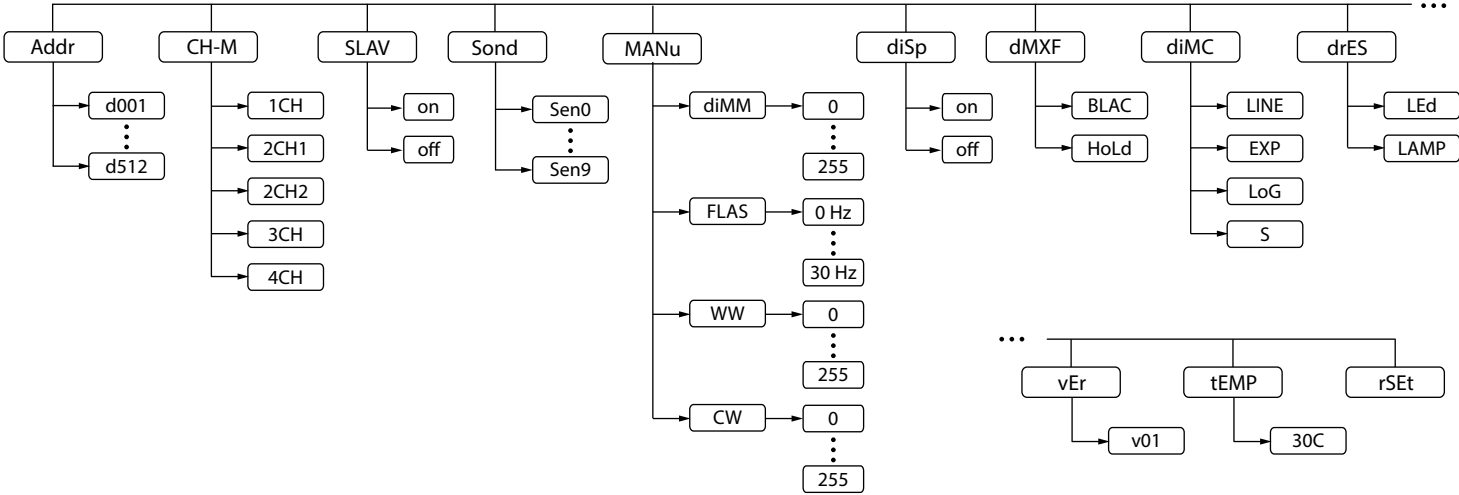 Addr
d001
d512
CH-M
1CH
2CH1
2CH2
3CH
4CH
SLAV
on
off
Sond
Sen0
Sen9
MANu
diMM
0
255
FLAS
0 Hz
30 Hz
WW
0
255
CW
0
255
diSp
on
off
dMXF
BLAC
HoLd
diMC
LINE
EXP
LoG
S
drES
LEd
LAMP
vEr
v01
tEMP
30C
rSEt